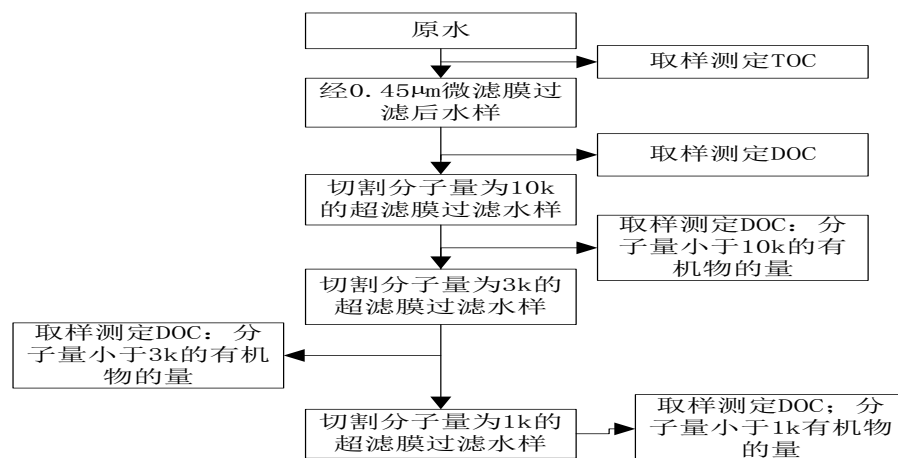 原水
取样测定TOC
经0.45μm微滤膜过
滤后水样
取样测定DOC
切割分子量为10k
的超滤膜过滤水样
取样测定DOC：分
子量小于10k的有
机物的量
切割分子量为3k的
超滤膜过滤水样
取样测定DOC：分
子量小于3k的有机
物的量
切割分子量为1k的
超滤膜过滤水样
取样测定DOC；分
子量小于1k有机物
的量